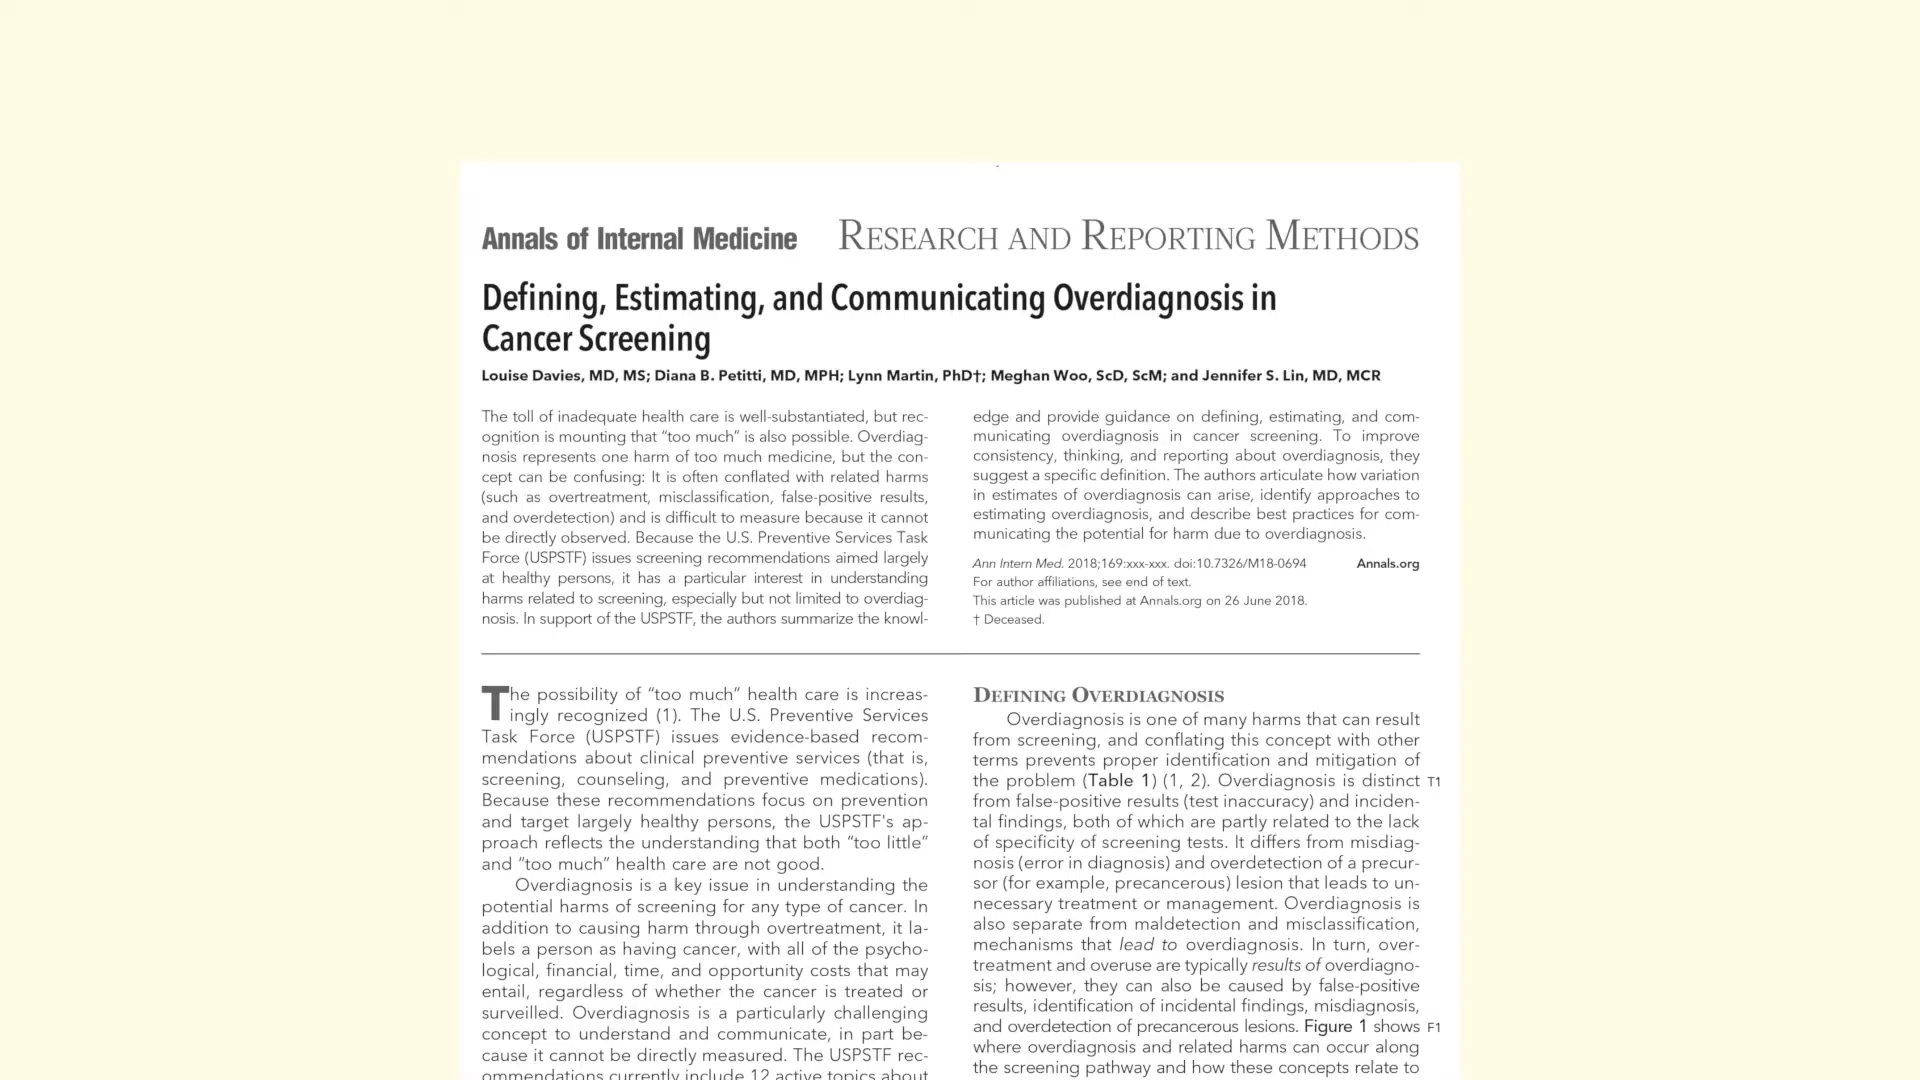 Annals of Internal Medicine RESEARCH AND REPORTING METHODS
Defining, Estimating, and Communicating Overdiagnosis in
Cancer Screening
Louise Davies, MD, MS; Diana B. Petitti, MD, MPH; Lynn Martin, PhD†; Meghan Woo, ScD, ScM; and Jennifer S. Lin, MD, MCR
The toll of inadequate health care is well-substantiated, but rec-
ognition is mounting that “too much” is also possible. Overdiag-
nosis represents one harm of too much medicine, but the con-
cept can be confusing: It is often conflated with related harms
(such as overtreatment, misclassification, false-positive results,
and overdetection) and is difficult to measure because it cannot
be directly observed. Because the U.S. Preventive Services Task
Force (USPSTF) issues screening recommendations aimed largely
at healthy persons, it has a particular interest in understanding
harms related to screening, especially but not limited to overdiag-
nosis. In support of the USPSTF, the authors summarize the knowl-
edge and provide guidance on defining, estimating, and com-
municating overdiagnosis in cancer screening. To improve
consistency, thinking, and reporting about overdiagnosis, they
suggest a specific definition. The authors articulate how variation
in estimates of overdiagnosis can arise, identify approaches to
estimating overdiagnosis, and describe best practices for com-
municating the potential for harm due to overdiagnosis.
Ann Intern Med. 2018;169:xxx-xxx. doi:10.7326/M18-0694 Annals.org
For author affiliations, see end of text.
This article was published at Annals.org on 26 June 2018.
† Deceased.
The possibility of “too much” health care is increas-
ingly recognized (1). The U.S. Preventive Services
Task Force (USPSTF) issues evidence-based recom-
mendations about clinical preventive services (that is,
screening, counseling, and preventive medications).
Because these recommendations focus on prevention
and target largely healthy persons, the USPSTF's ap-
proach reflects the understanding that both “too little”
and “too much” health care are not good.
Overdiagnosis is a key issue in understanding the
potential harms of screening for any type of cancer. In
addition to causing harm through overtreatment, it la-
bels a person as having cancer, with all of the psycho-
logical, financial, time, and opportunity costs that may
entail, regardless of whether the cancer is treated or
surveilled. Overdiagnosis is a particularly challenging
concept to understand and communicate, in part be-
cause it cannot be directly measured. The USPSTF rec-
ommendations currently include 12 active topics about
DEFINING OVERDIAGNOSIS
Overdiagnosis is one of many harms that can result
from screening, and conflating this concept with other
terms prevents proper identification and mitigation of
the problem (Table 1) (1, 2). Overdiagnosis is distinct T1
from false-positive results (test inaccuracy) and inciden-
tal findings, both of which are partly related to the lack
of specificity of screening tests. It differs from misdiag-
nosis (error in diagnosis) and overdetection of a precur-
sor (for example, precancerous) lesion that leads to un-
necessary treatment or management. Overdiagnosis is
also separate from maldetection and misclassification,
mechanisms that lead to overdiagnosis. In turn, over-
treatment and overuse are typically results of overdiagno-
sis; however, they can also be caused by false-positive
results, identification of incidental findings, misdiagnosis,
and overdetection of precancerous lesions. Figure 1 shows F1
where overdiagnosis and related harms can occur along
the screening pathway and how these concepts relate to